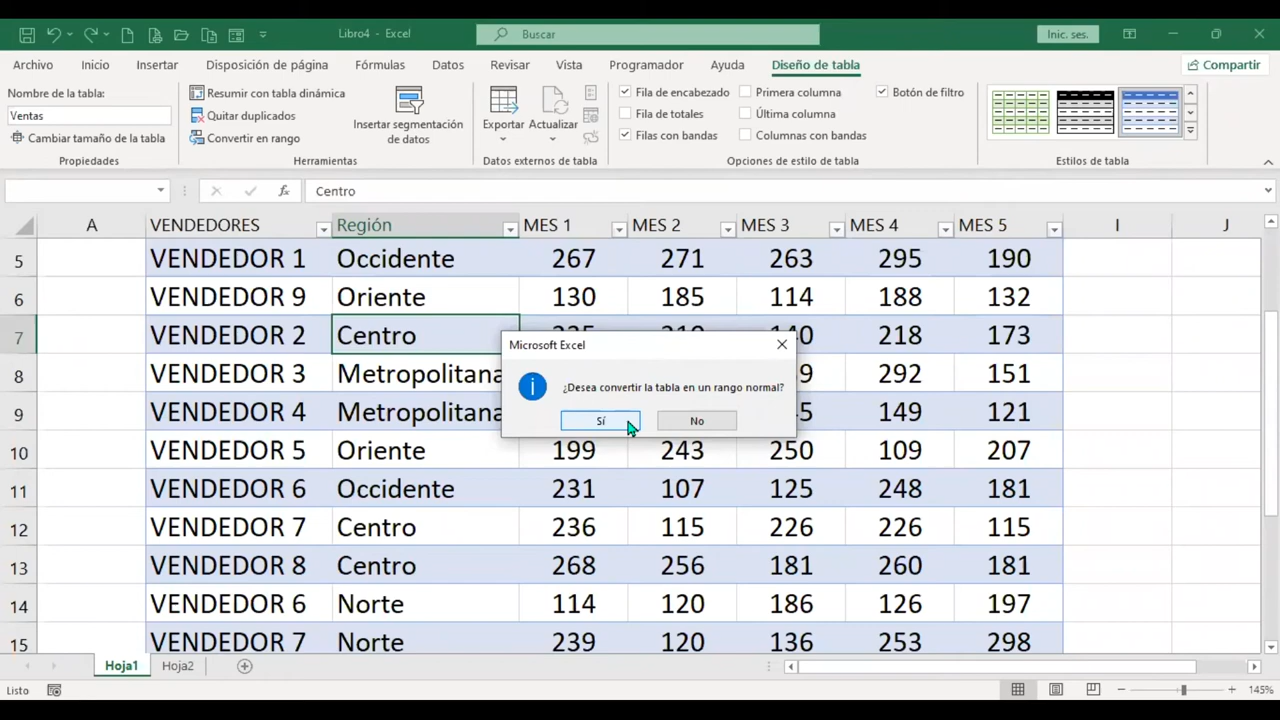 Libro4 - Excel
Buscar
Inic. ses.
Archivo Inicio Insertar Disposición de página Fórmulas Datos Revisar Vista Programador Ayuda Diseño de tabla Compartir
Nombre de la tabla:
Ventas
Cambiar tamaño de la tabla
Propiedades
Resumir con tabla dinámica
Quitar duplicados
Convertir en rango
Insertar segmentación
de datos
Herramientas
Exportar Actualizar
Datos externos de tabla
Fila de encabezado Primera columna Botón de filtro
Fila de totales Última columna
Filas con bandas Columnas con bandas
Opciones de estilo de tabla
Estilos de tabla
fx Centro
A VENDEDORES Región MES 1 MES 2 MES 3 MES 4 MES 5 I J
5 VENDEDOR 1 Occidente 267 271 263 295 190
6 VENDEDOR 9 Oriente 130 185 114 188 132
7 VENDEDOR 2 Centro 218 173
8 VENDEDOR 3 Metropolitana 292 151
9 VENDEDOR 4 Metropolitana 149 121
10 VENDEDOR 5 Oriente 199 243 250 109 207
11 VENDEDOR 6 Occidente 231 107 125 248 181
12 VENDEDOR 7 Centro 236 115 226 226 115
13 VENDEDOR 8 Centro 268 256 181 260 181
14 VENDEDOR 6 Norte 114 120 186 126 197
15 VENDEDOR 7 Norte 239 120 136 253 298
Microsoft Excel
¿Desea convertir la tabla en un rango normal?
Sí No
Hoja1 Hoja2
Listo
145%